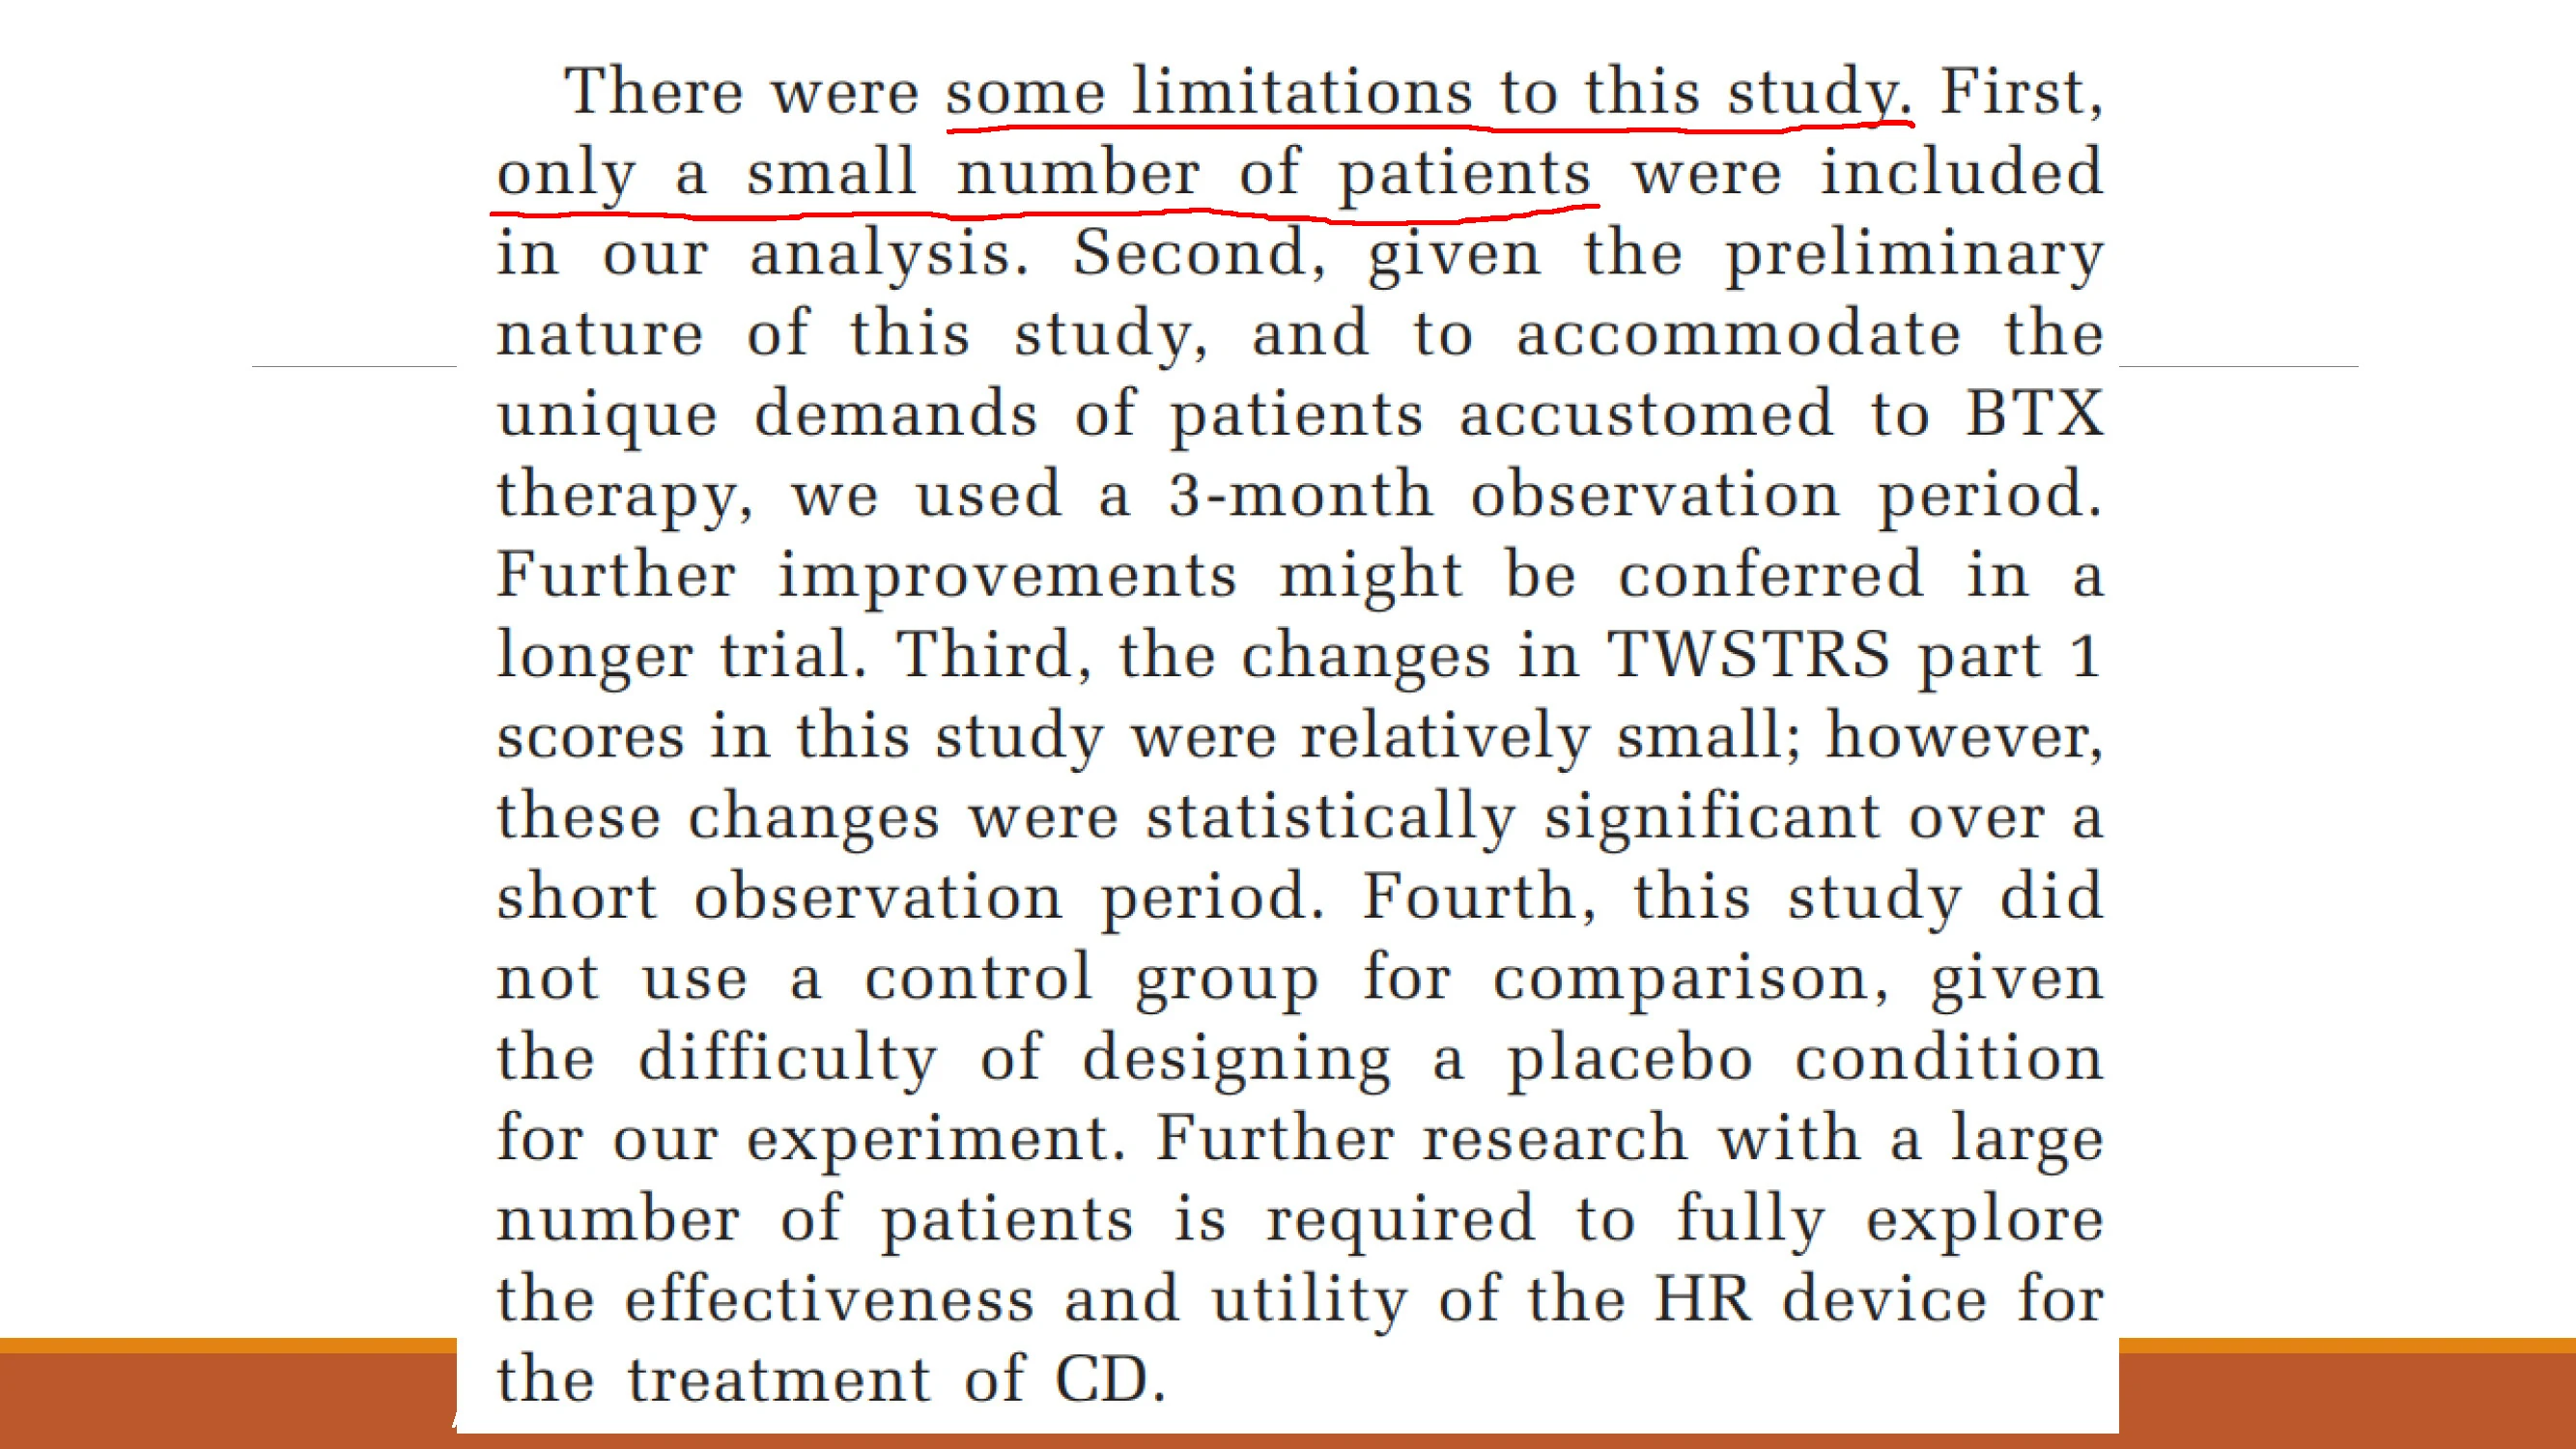 There were some limitations to this study. First,
only a small number of patients were included
in our analysis. Second, given the preliminary
nature of this study, and to accommodate the
unique demands of patients accustomed to BTX
therapy, we used a 3-month observation period.
Further improvements might be conferred in a
longer trial. Third, the changes in TWSTRS part 1
scores in this study were relatively small; however,
these changes were statistically significant over a
short observation period. Fourth, this study did
not use a control group for comparison, given
the difficulty of designing a placebo condition
for our experiment. Further research with a large
number of patients is required to fully explore
the effectiveness and utility of the HR device for
the treatment of CD.